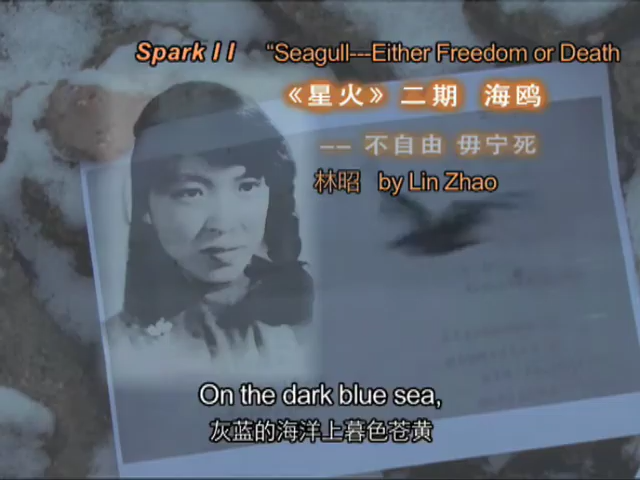 Spark II “Seagull---Either Freedom or Death
《星火》二期 海鸥
-- 不自由 毋宁死
林昭 by Lin Zhao
On the dark blue sea,
灰蓝的海洋上暮色苍黄